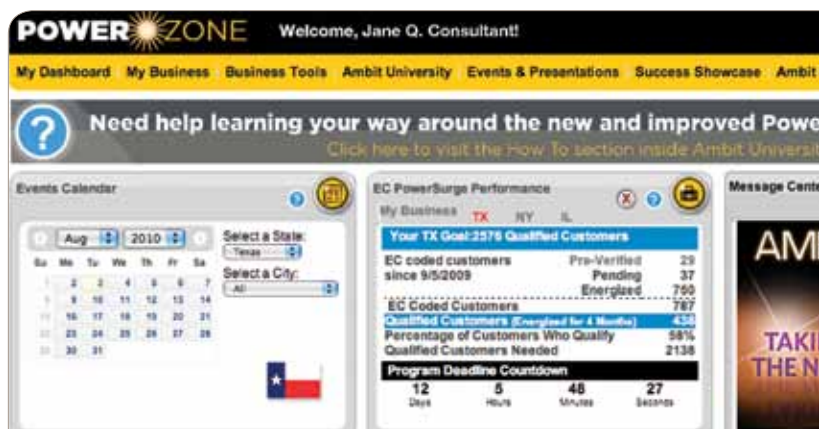 POWER ZONE Welcome, Jane Q. Consultant!
My Dashboard My Business Business Tools Ambit University Events & Presentations Success Showcase Ambit
? Need help learning your way around the new and improved Powe
Click here to visit the How To section inside Ambit Universit
Events Calendar
Aug 2010
Su Mo Tu We Th Fr Sa
1 2 3 4 5 6 7
8 9 10 11 12 13 14
15 16 17 18 19 20 21
22 23 24 25 26 27 28
29 30 31
Select a State:
Texas
Select a City:
All
EC PowerSurge Performance
My Business TX NY IL
Your TX Goal:2576 Qualified Customers
EC coded customers since 9/5/2009
Pre-Verified 29
Pending 37
Energized 750
EC Coded Customers 787
Qualified Customers (Energized for 4 Months) 438
Percentage of Customers Who Qualify 58%
Qualified Customers Needed 2138
Program Deadline Countdown
12 5 48 27
Days Hours Minutes Seconds
Message Cente
AMI
TAKI
THE N